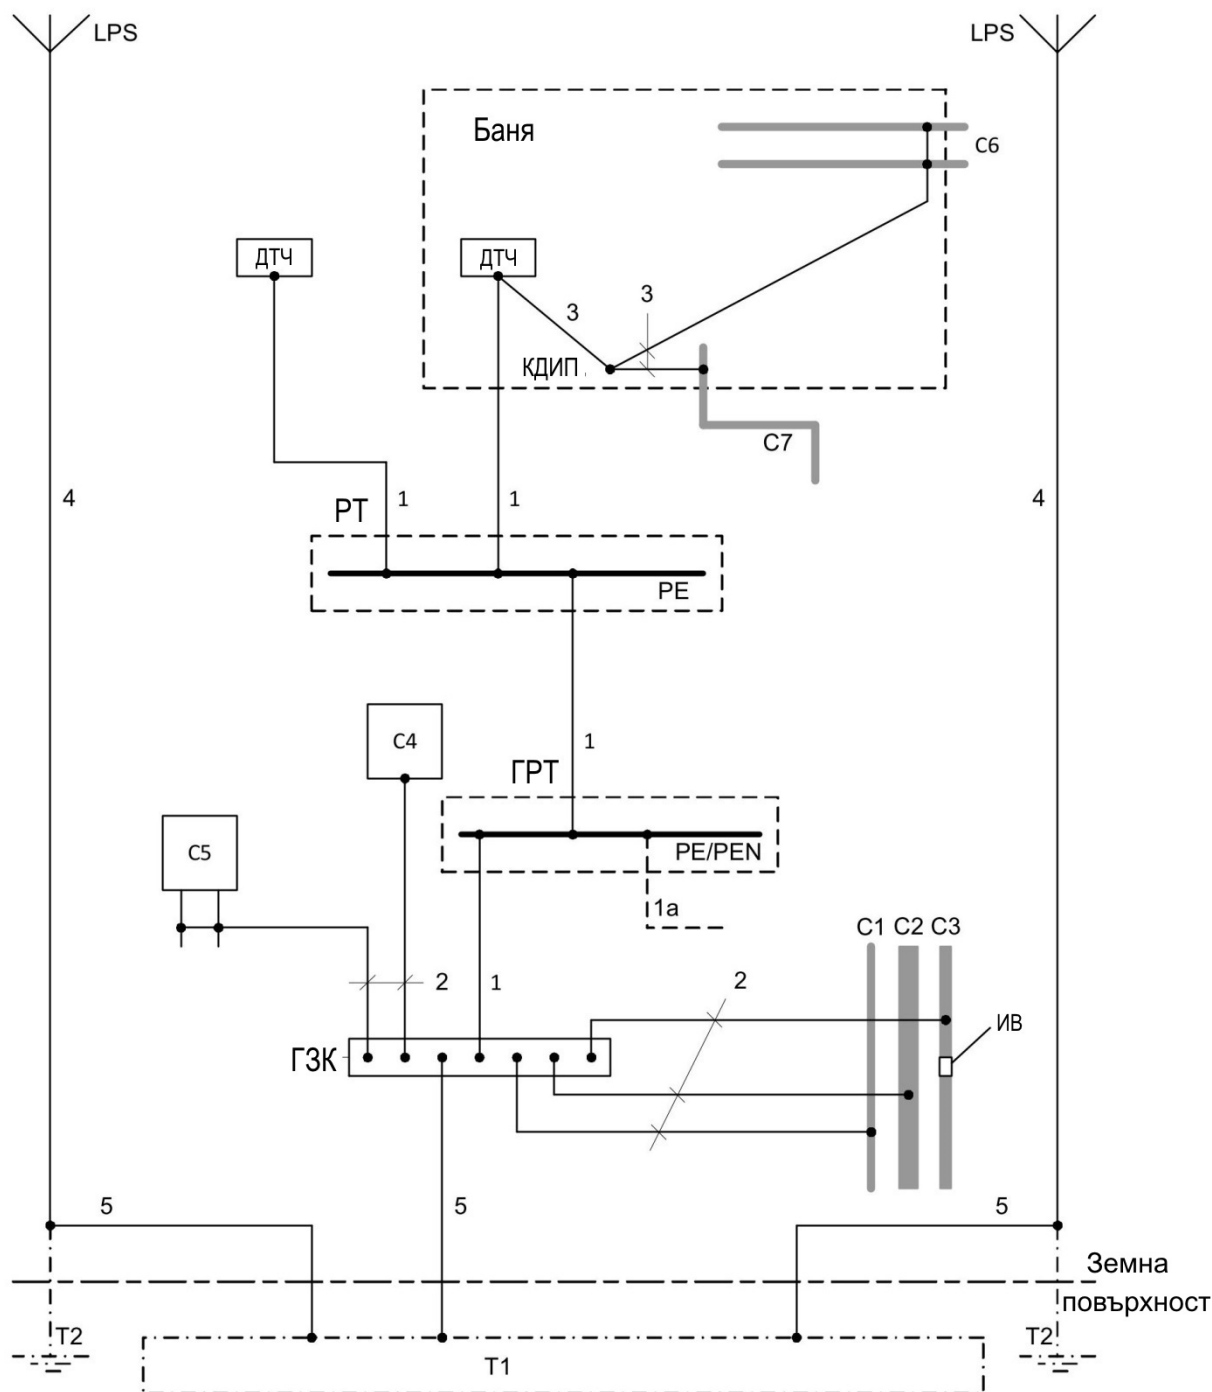 LPS
LPS
Баня
C6
ДТЧ
ДТЧ
3
3
КДИП
C7
4
4
1
1
РТ
PE
1
C4
ГРТ
PE/PEN
C5
1a
C1 C2 C3
2
1
2
ИВ
ГЗК
5
5
5
Земна
повърхност
T2
T2
T1